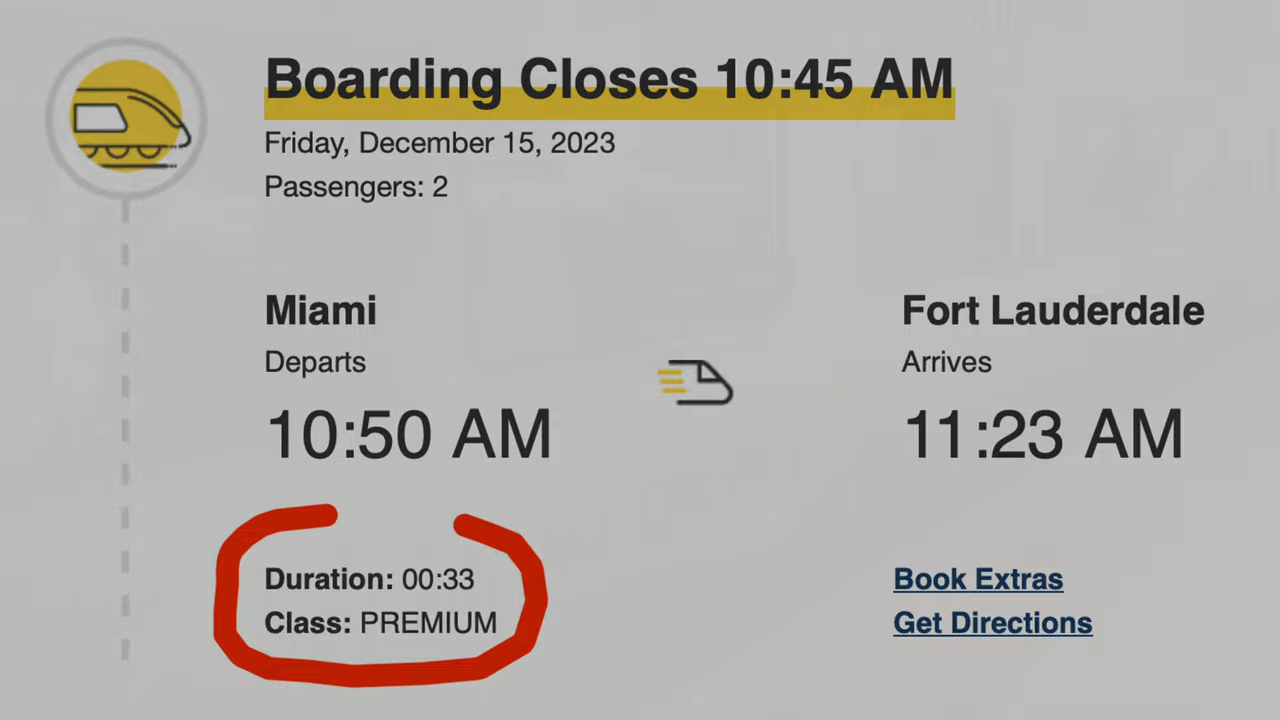 Boarding Closes 10:45 AM
Friday, December 15, 2023
Passengers: 2
Miami
Departs
10:50 AM
Fort Lauderdale
Arrives
11:23 AM
Duration: 00:33
Class: PREMIUM
Book Extras
Get Directions